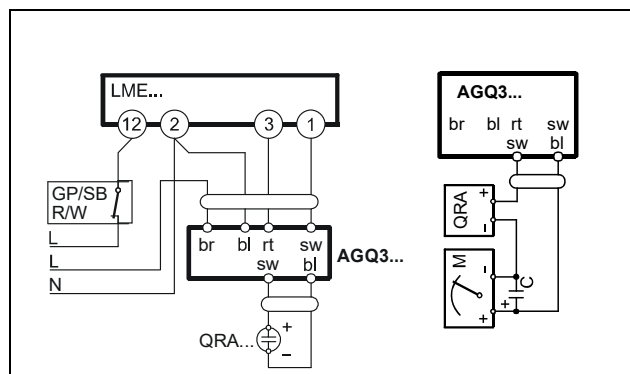 LME...
12 2 3 1
GP/SB
R/W
L
L
N
br bl rt sw
sw bl
AGQ3...
QRA...
+
–
AGQ3...
br bl rt sw
sw bl
QRA
+
-
M
-
+
C
+